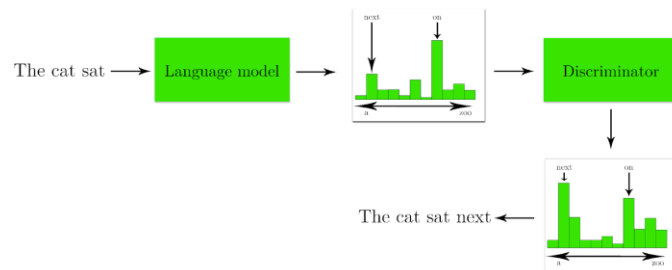 next on
The cat sat
Language model
a zoo
Discriminator
next on
The cat sat next
a zoo